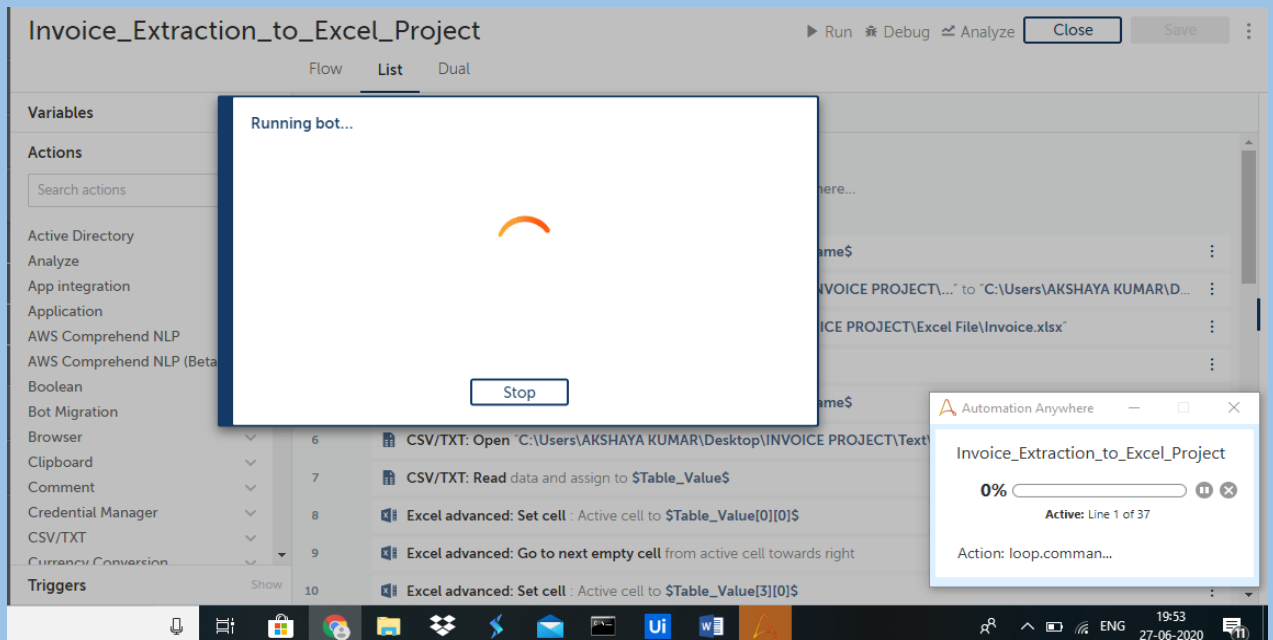 Invoice_Extraction_to_Excel_Project
Run Debug Analyze Close Save
Flow List Dual
Variables
Actions
Search actions
Active Directory
Analyze
App integration
Application
AWS Comprehend NLP
AWS Comprehend NLP (Beta
Boolean
Bot Migration
Browser
Clipboard
Comment
Credential Manager
CSV/TXT
Currency Conversion
Triggers Show
Running bot...
Stop
here...
ame$
NVOICE PROJECT\..." to "C:\Users\AKSHAYA KUMAR\D...
ICE PROJECT\Excel File\Invoice.xlsx"
ame$
6 CSV/TXT: Open "C:\Users\AKSHAYA KUMAR\Desktop\INVOICE PROJECT\Text\
7 CSV/TXT: Read data and assign to $Table_Value$
8 Excel advanced: Set cell : Active cell to $Table_Value[0][0]$
9 Excel advanced: Go to next empty cell from active cell towards right
10 Excel advanced: Set cell : Active cell to $Table_Value[3][0]$
Automation Anywhere
Invoice_Extraction_to_Excel_Project
0%
Active: Line 1 of 37
Action: loop.comman...
Ui
ENG
19:53
27-06-2020
11